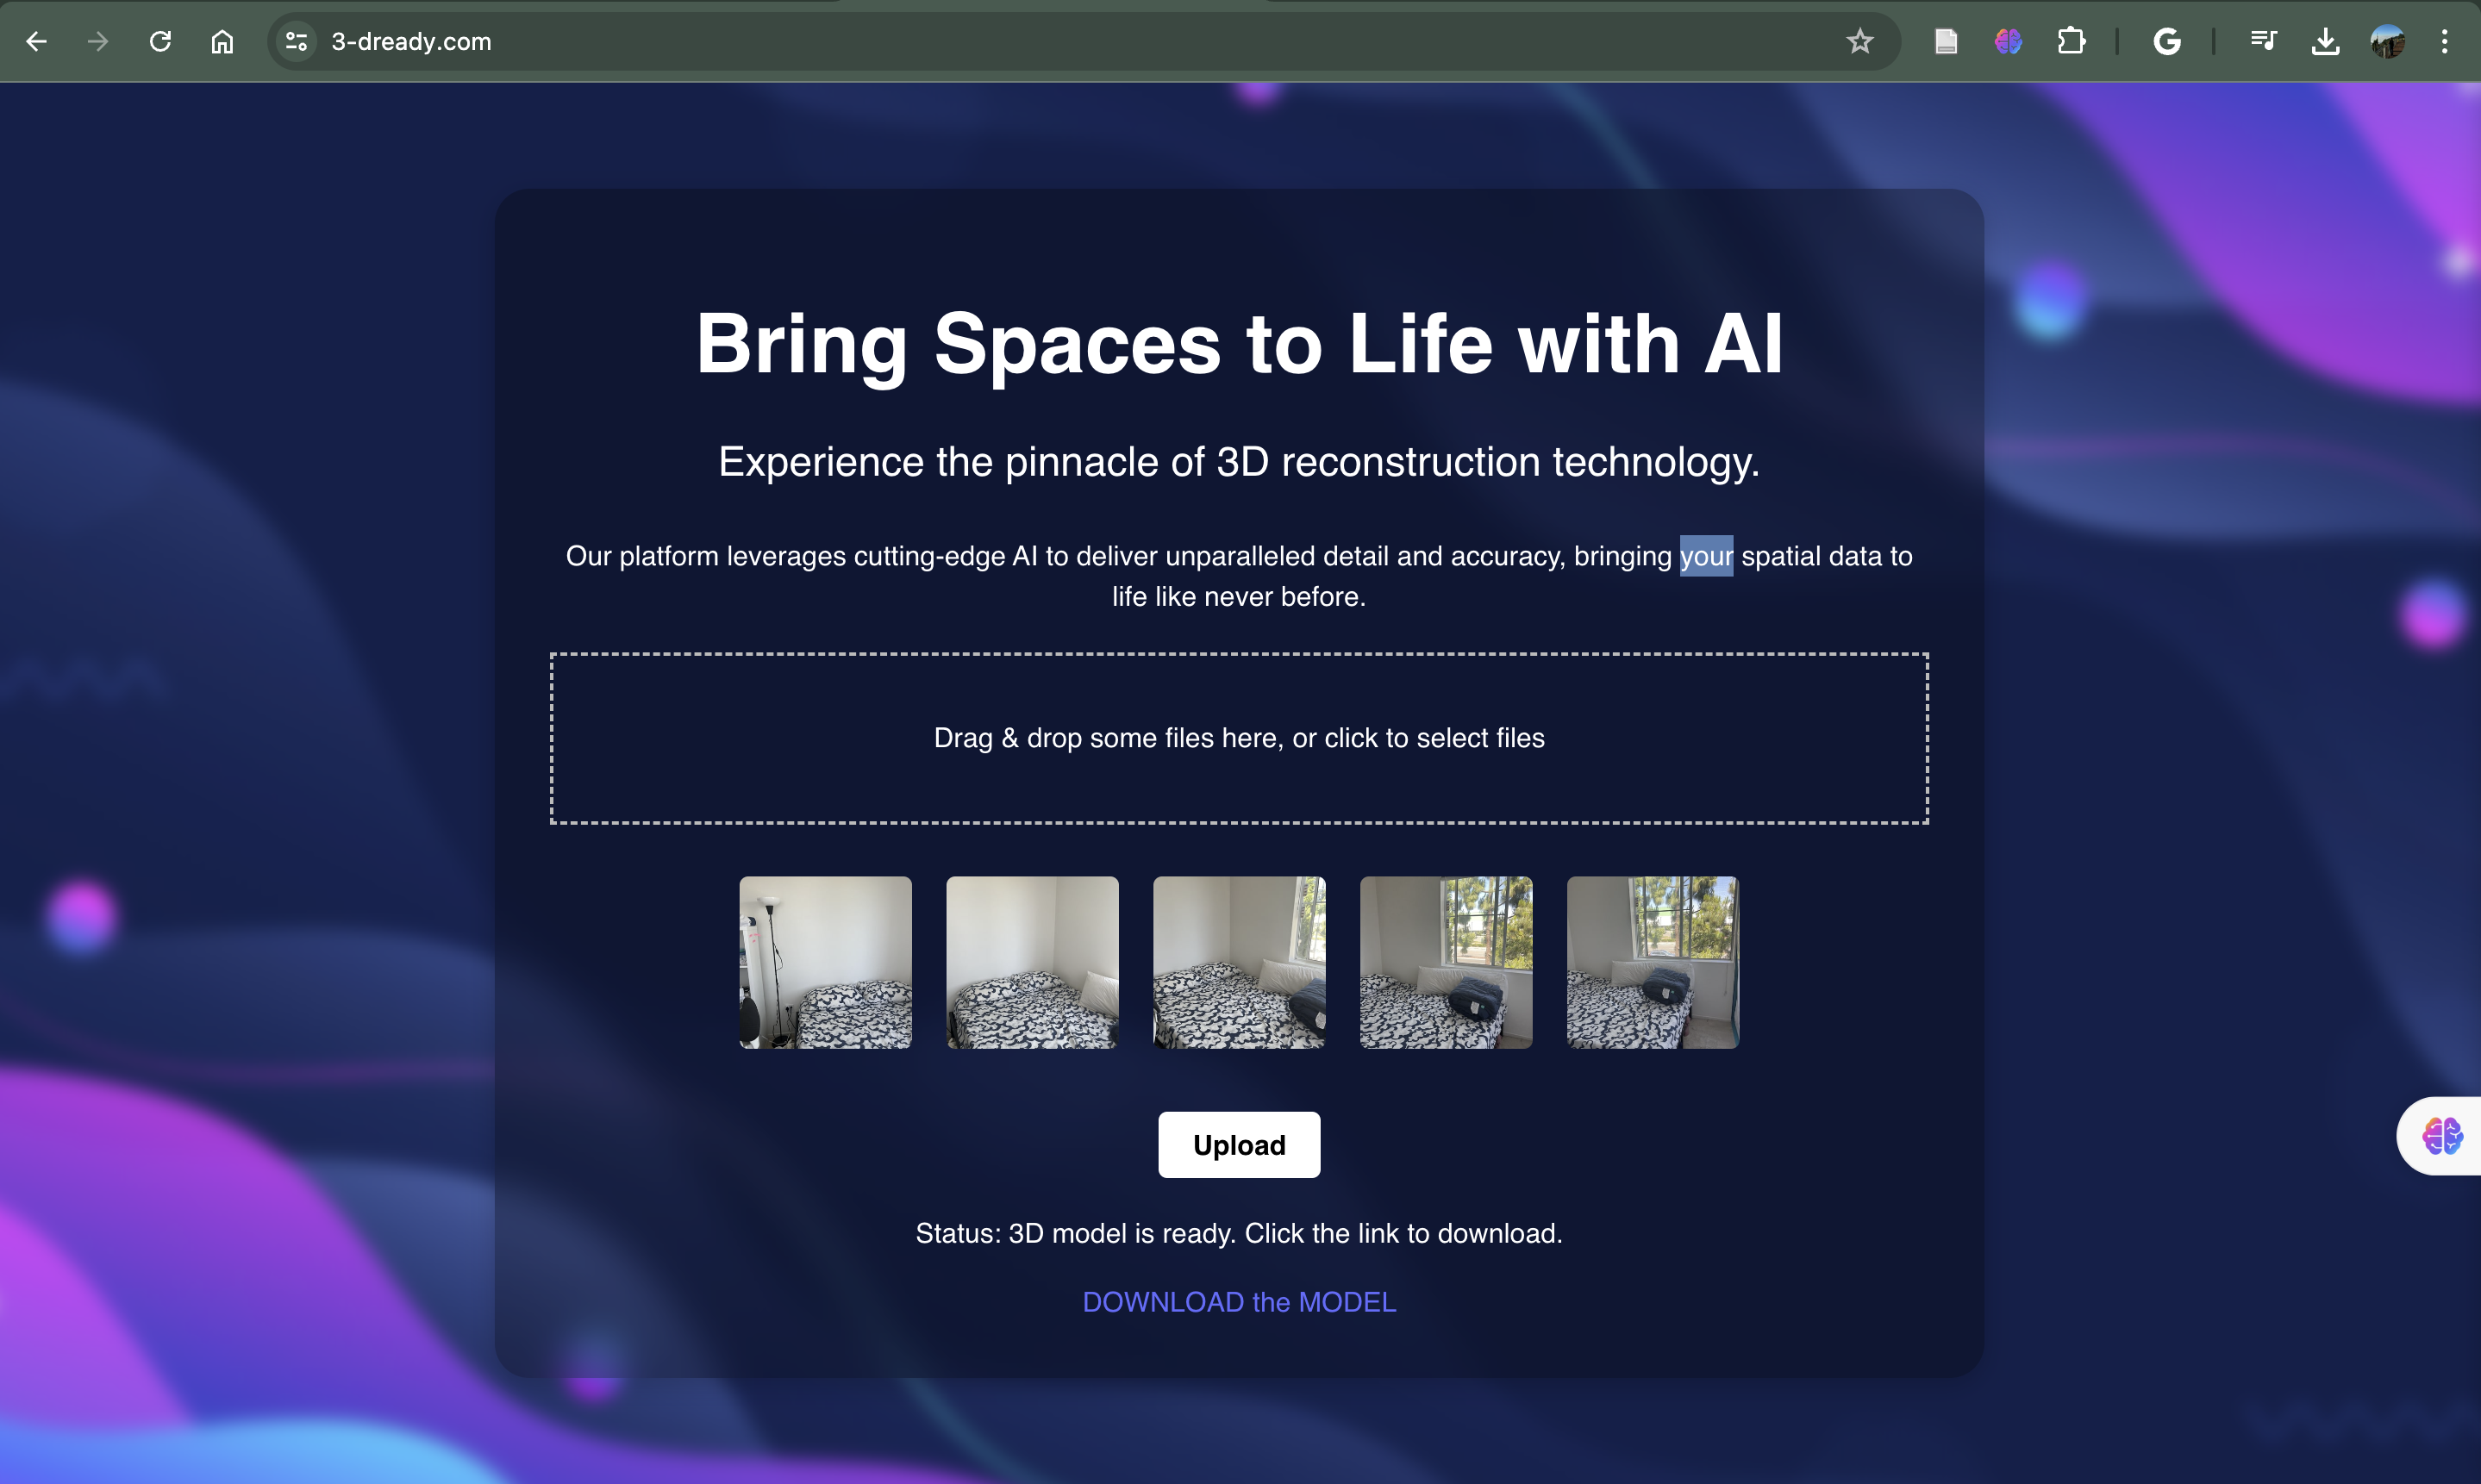 3-dready.com
Bring Spaces to Life with AI
Experience the pinnacle of 3D reconstruction technology.
Our platform leverages cutting-edge AI to deliver unparalleled detail and accuracy, bringing your spatial data to
life like never before.
Drag & drop some files here, or click to select files
Upload
Status: 3D model is ready. Click the link to download.
DOWNLOAD the MODEL